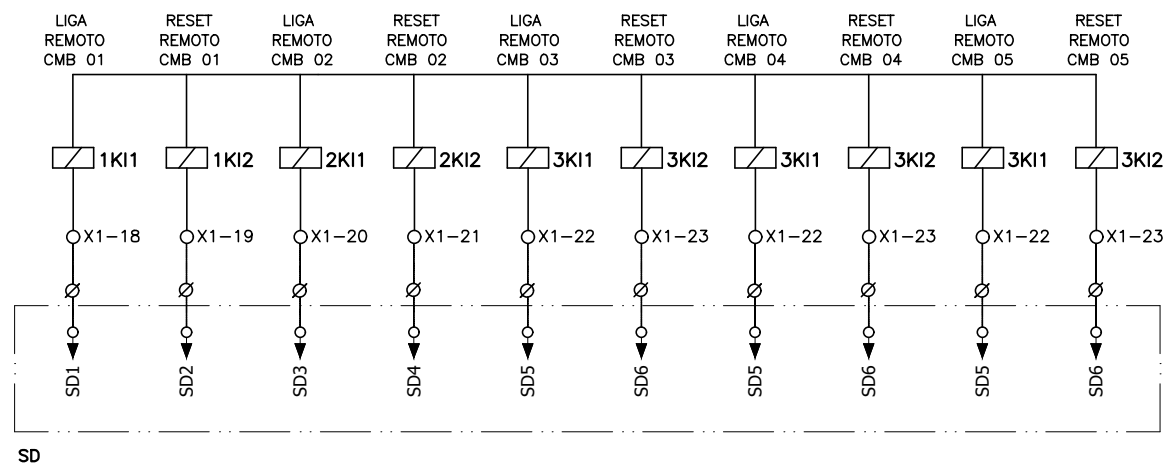 LIGA RESET LIGA RESET LIGA RESET LIGA RESET LIGA RESET
REMOTO REMOTO REMOTO REMOTO REMOTO REMOTO REMOTO REMOTO REMOTO REMOTO
CMB 01 CMB 01 CMB 02 CMB 02 CMB 03 CMB 03 CMB 04 CMB 04 CMB 05 CMB 05
1KI1 1KI2 2KI1 2KI2 3KI1 3KI2 3KI1 3KI2 3KI1 3KI2
X1-18 X1-19 X1-20 X1-21 X1-22 X1-23 X1-22 X1-23 X1-22 X1-23
SD1 SD2 SD3 SD4 SD5 SD6 SD5 SD6 SD5 SD6
SD